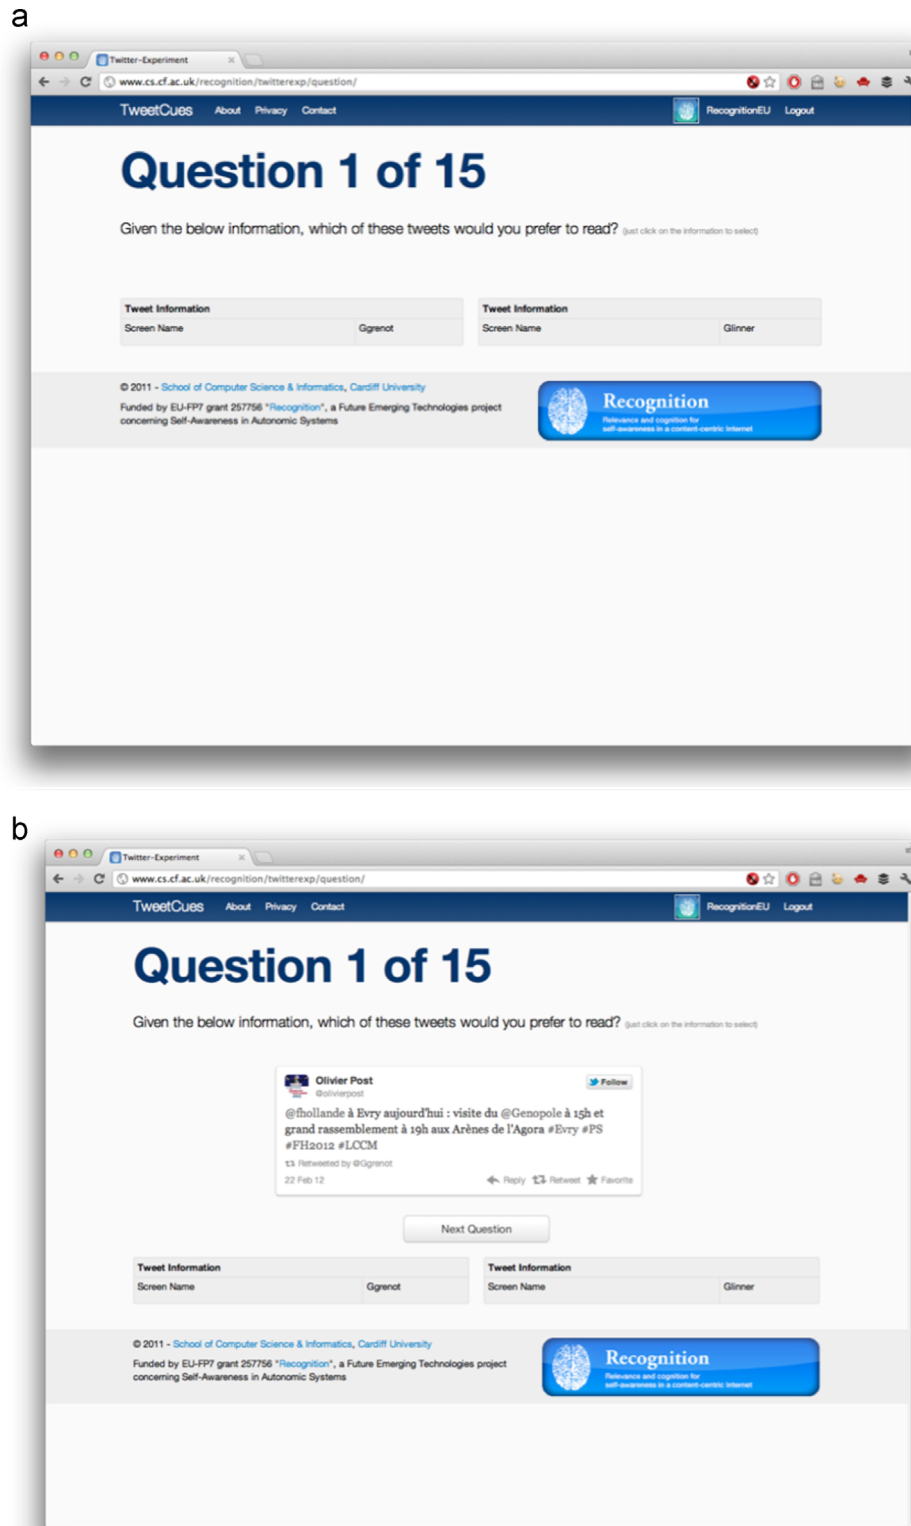 a
Twitter-Experiment
www.cs.cf.ac.uk/recognition/twitterexp/question/
TweetCues About Privacy Contact RecognitionEU Logout
Question 1 of 15
Given the below information, which of these tweets would you prefer to read? (just click on the information to select)
Tweet Information Tweet Information
Screen Name Ggrenot Screen Name Glinner
© 2011 - School of Computer Science & Informatics, Cardiff University
Funded by EU-FP7 grant 257756 "Recognition", a Future Emerging Technologies project
concerning Self-Awareness in Autonomic Systems
Recognition
Relevance and cognition for
self-awareness in a content-centric Internet
b
Twitter-Experiment
www.cs.cf.ac.uk/recognition/twitterexp/question/
TweetCues About Privacy Contact RecognitionEU Logout
Question 1 of 15
Given the below information, which of these tweets would you prefer to read? (just click on the information to select)
Olivier Post Follow
@olivierpost
@fhollande à Evry aujourd'hui : visite du @Genopole à 15h et
grand rassemblement à 19h aux Arènes de l'Agora #Evry #PS
#FH2012 #LCCM
Retweeted by @Ggrenot
22 Feb 12 Reply Retweet Favorite
Next Question
Tweet Information Tweet Information
Screen Name Ggrenot Screen Name Glinner
© 2011 - School of Computer Science & Informatics, Cardiff University
Funded by EU-FP7 grant 257756 "Recognition", a Future Emerging Technologies project
concerning Self-Awareness in Autonomic Systems
Recognition
Relevance and cognition for
self-awareness in a content-centric Internet